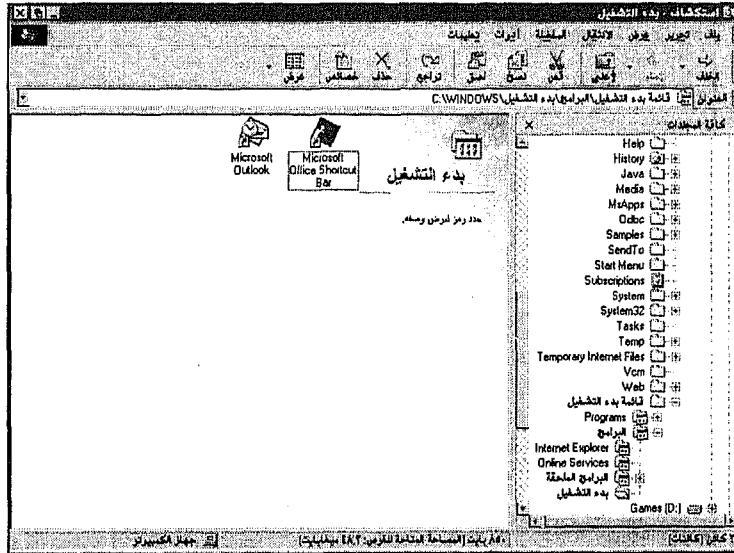 استكشاف - بدء التشغيل
ملف تحرير عرض الانتقال المفضلة أدوات تعليمات
الخلف أعلى قص نسخ لصق تراجع حذف خصائص عرض
العنوان C:\WINDOWS\قائمة بدء التشغيل\البرامج\بدء التشغيل
كافة المجلدات
Help
History
Java
Media
MsApps
Odbc
Samples
SendTo
Start Menu
Subscriptions
System
System32
Tasks
Temp
Temporary Internet Files
Vcm
Web
قائمة بدء التشغيل
Programs
البرامج
Internet Explorer
Online Services
البرامج الملحقة
بدء التشغيل
Games (D:)
بدء التشغيل
حدد رمز لعرض وصفه.
Microsoft Office Shortcut Bar
Microsoft Outlook
جهاز الكمبيوتر